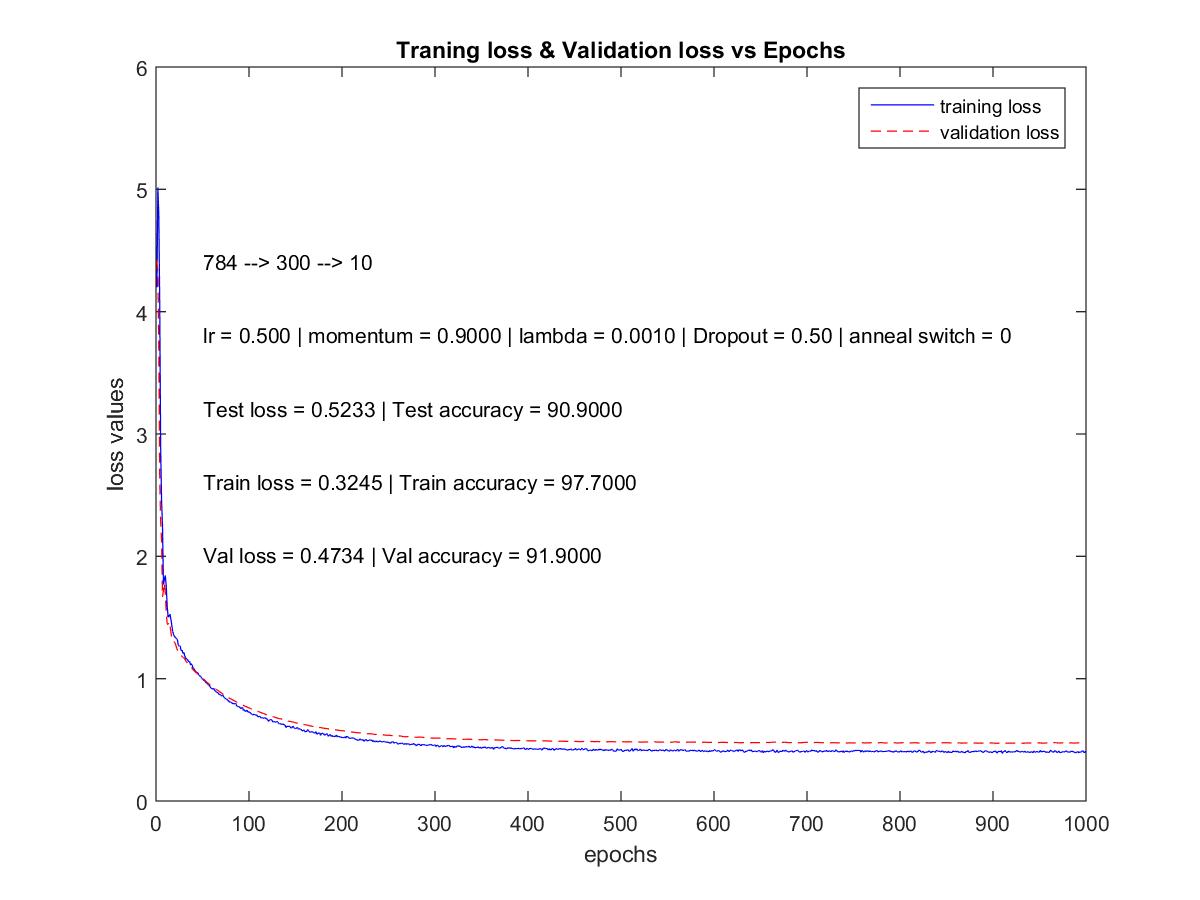 Traning loss & Validation loss vs Epochs
6
training loss
validation loss
5
784 --> 300 --> 10
4
lr = 0.500 | momentum = 0.9000 | lambda = 0.0010 | Dropout = 0.50 | anneal switch = 0
Test loss = 0.5233 | Test accuracy = 90.9000
3
loss values
Train loss = 0.3245 | Train accuracy = 97.7000
2
Val loss = 0.4734 | Val accuracy = 91.9000
1
0
0 100 200 300 400 500 600 700 800 900 1000
epochs